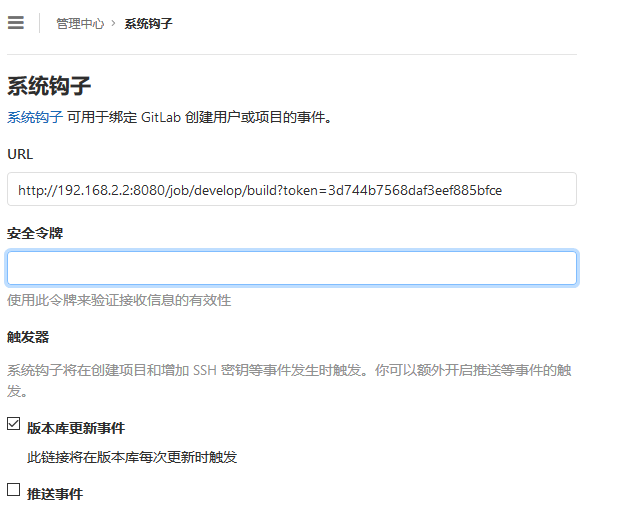 管理中心 › 系统钩子
系统钩子
系统钩子 可用于绑定 GitLab 创建用户或项目的事件。
URL
http://192.168.2.2:8080/job/develop/build?token=3d744b7568daf3eef885bfce
安全令牌
使用此令牌来验证接收信息的有效性
触发器
系统钩子将在创建项目和增加 SSH 密钥等事件发生时触发。你可以额外开启推送等事件的触
发。
版本库更新事件
此链接将在版本库每次更新时触发
推送事件